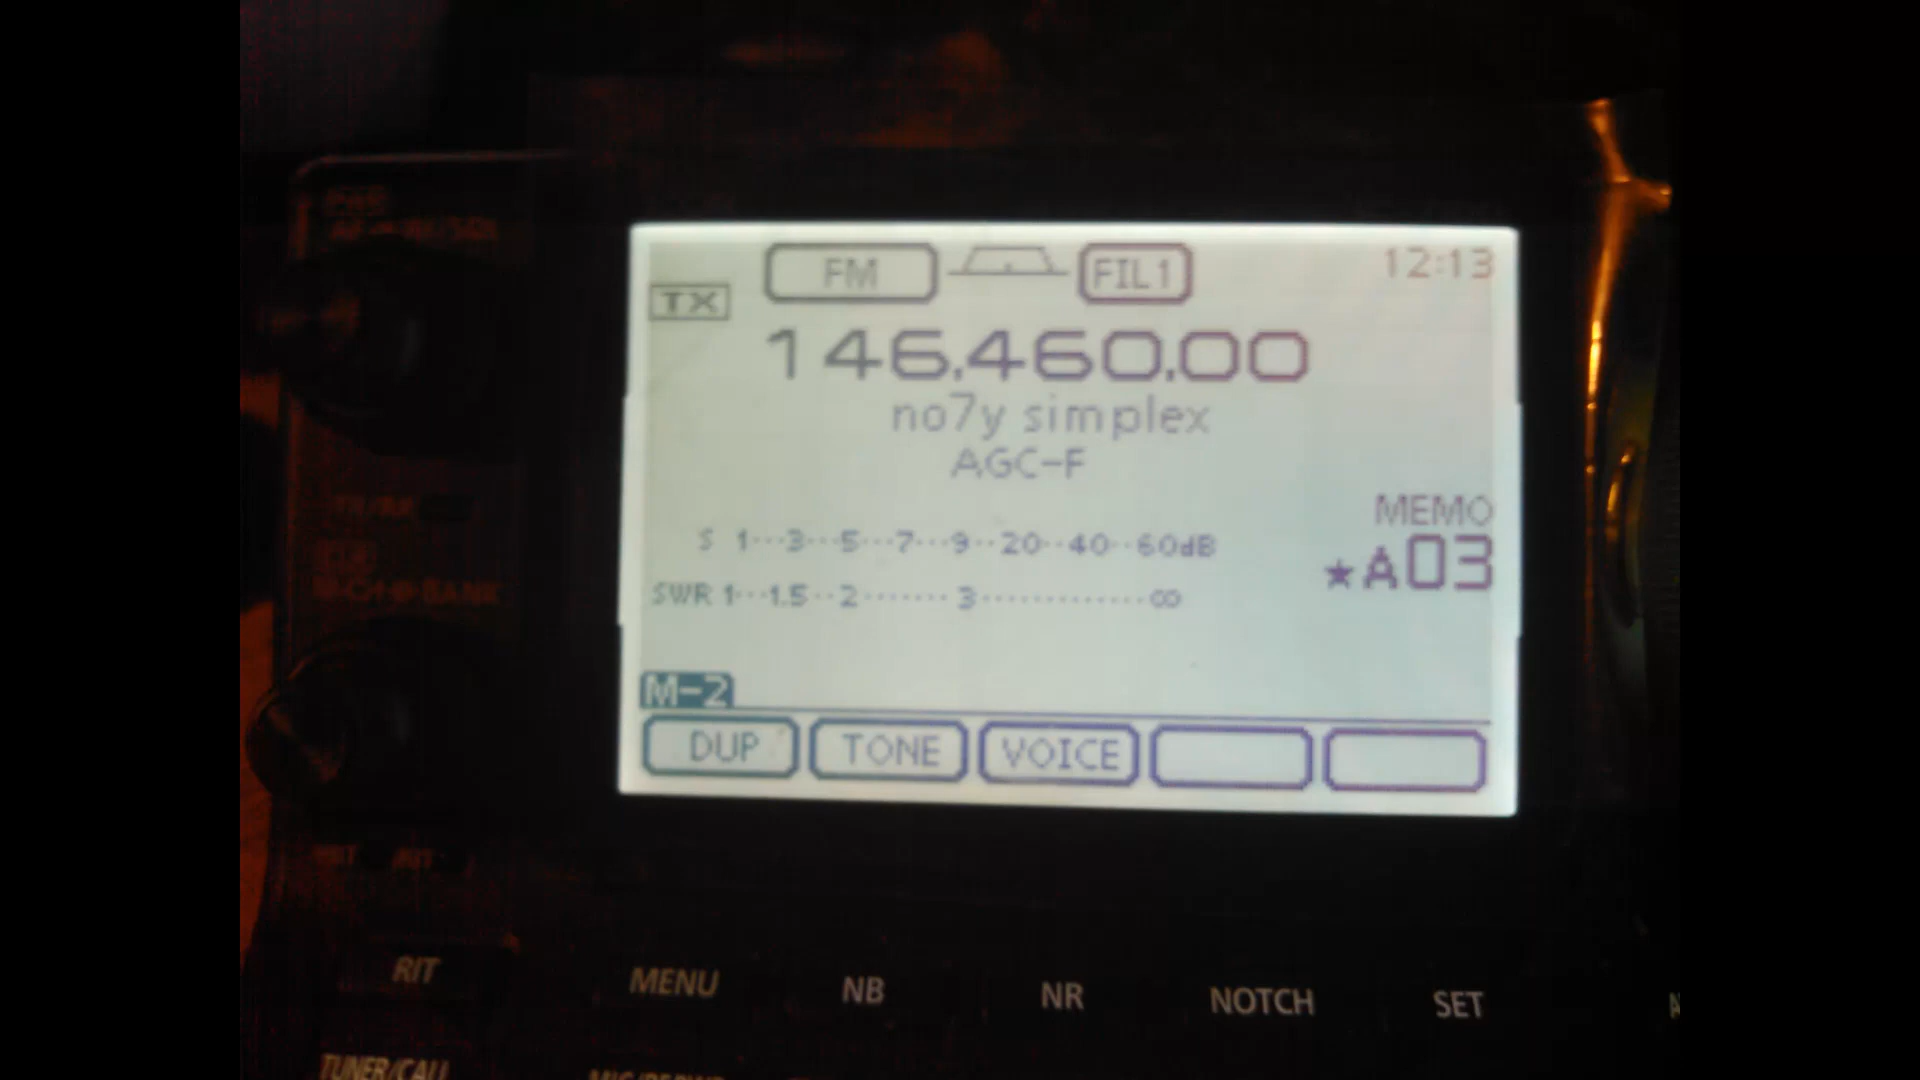 FM FIL1 12:13
TX
146.460.00
no7y simplex
AGC-F
MEMO
S 1···3···5···7···9··20··40··60dB
★A03
SWR 1···1.5··2·······3············∞
M-2
DUP TONE VOICE
RIT MENU NB NR NOTCH SET
TUNER/CALL